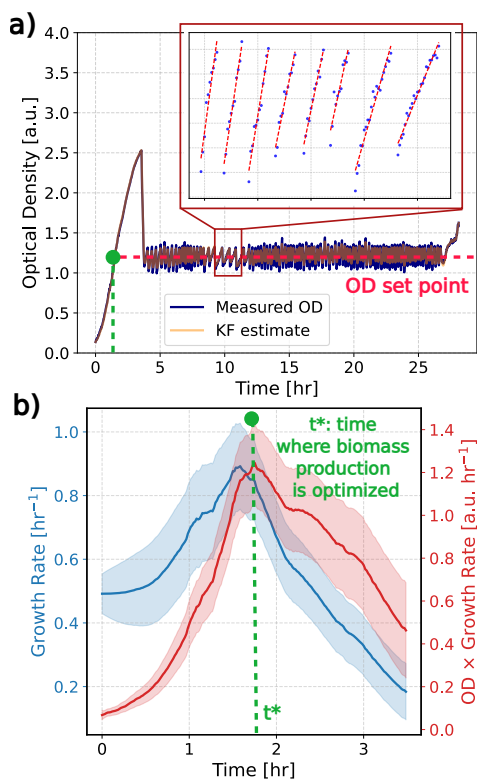 a)
4.0
3.5
3.0
2.5
2.0
1.5
1.0
0.5
0.0
Optical Density [a.u.]
OD set point
Measured OD
KF estimate
0
5
10
15
20
25
Time [hr]
b)
1.0
0.8
0.6
0.4
0.2
Growth Rate [hr⁻¹]
t*: time
where biomass
production
is optimized
t*
1.4
1.2
1.0
0.8
0.6
0.4
0.2
0.0
OD × Growth Rate [a.u. hr⁻¹]
0
1
2
3
Time [hr]